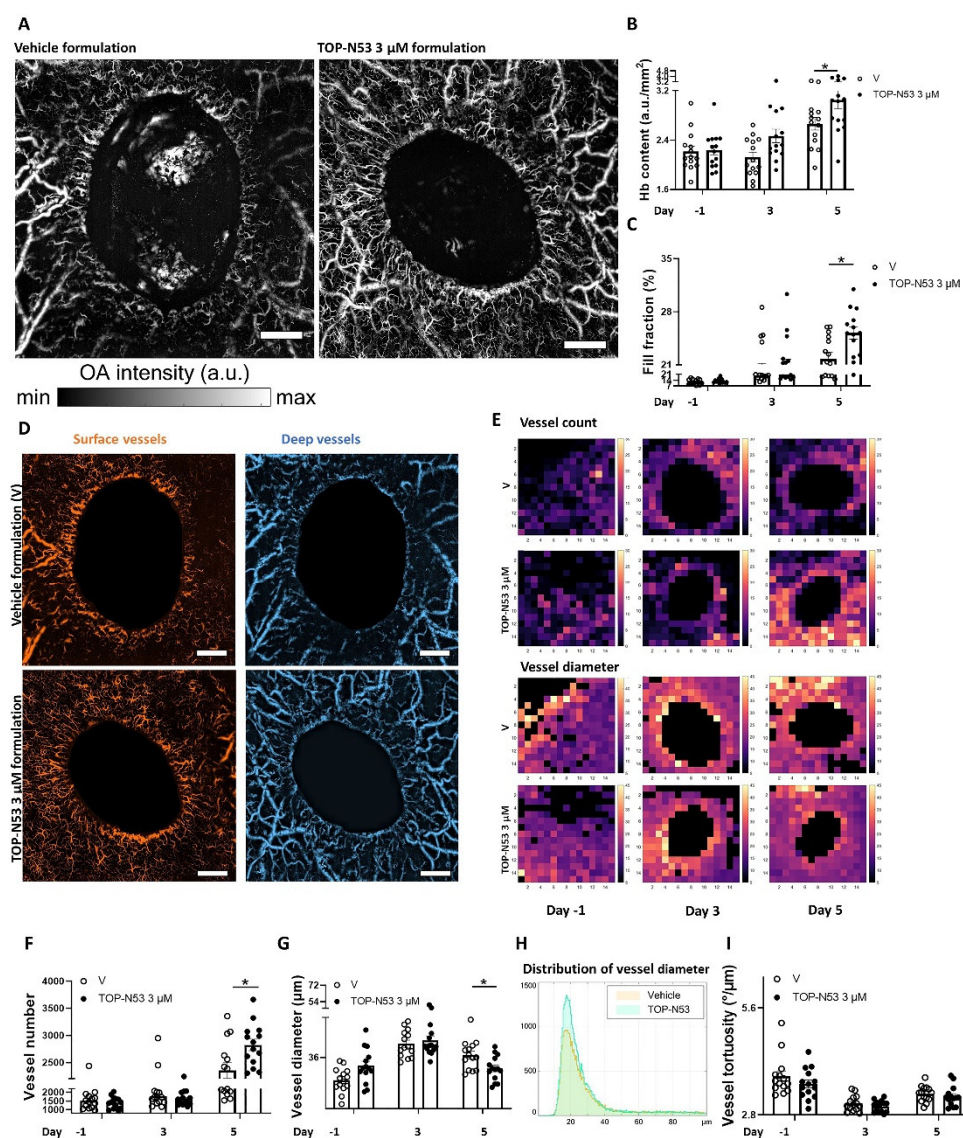 A
Vehicle formulation
TOP-N53 3 µM formulation
OA intensity (a.u.)
min
max
B
V
TOP-N53 3 µM
*
Hb content (a.u./mm²)
3.2
2.4
1.6
Day
-1
3
5
C
V
TOP-N53 3 µM
*
Fill fraction (%)
35
28
21
21
14
7
Day
-1
3
5
D
Surface vessels
Deep vessels
Vehicle formulation (V)
TOP-N53 3 µM formulation
E
Vessel count
V
TOP-N53 3 µM
Vessel diameter
V
TOP-N53 3 µM
Day -1
Day 3
Day 5
F
V
TOP-N53 3 µM
*
Vessel number
4000
3500
3000
2500
2000
1500
1000
Day
-1
3
5
G
V
TOP-N53 3 µM
*
Vessel diameter (µm)
72
54
36
Day
-1
3
5
H
Distribution of vessel diameter
Vehicle
TOP-N53
1500
1000
500
0
20
40
60
80
µm
I
V
TOP-N53 3 µM
Vessel tortuosity (°/µm)
5.6
2.8
Day
-1
3
5